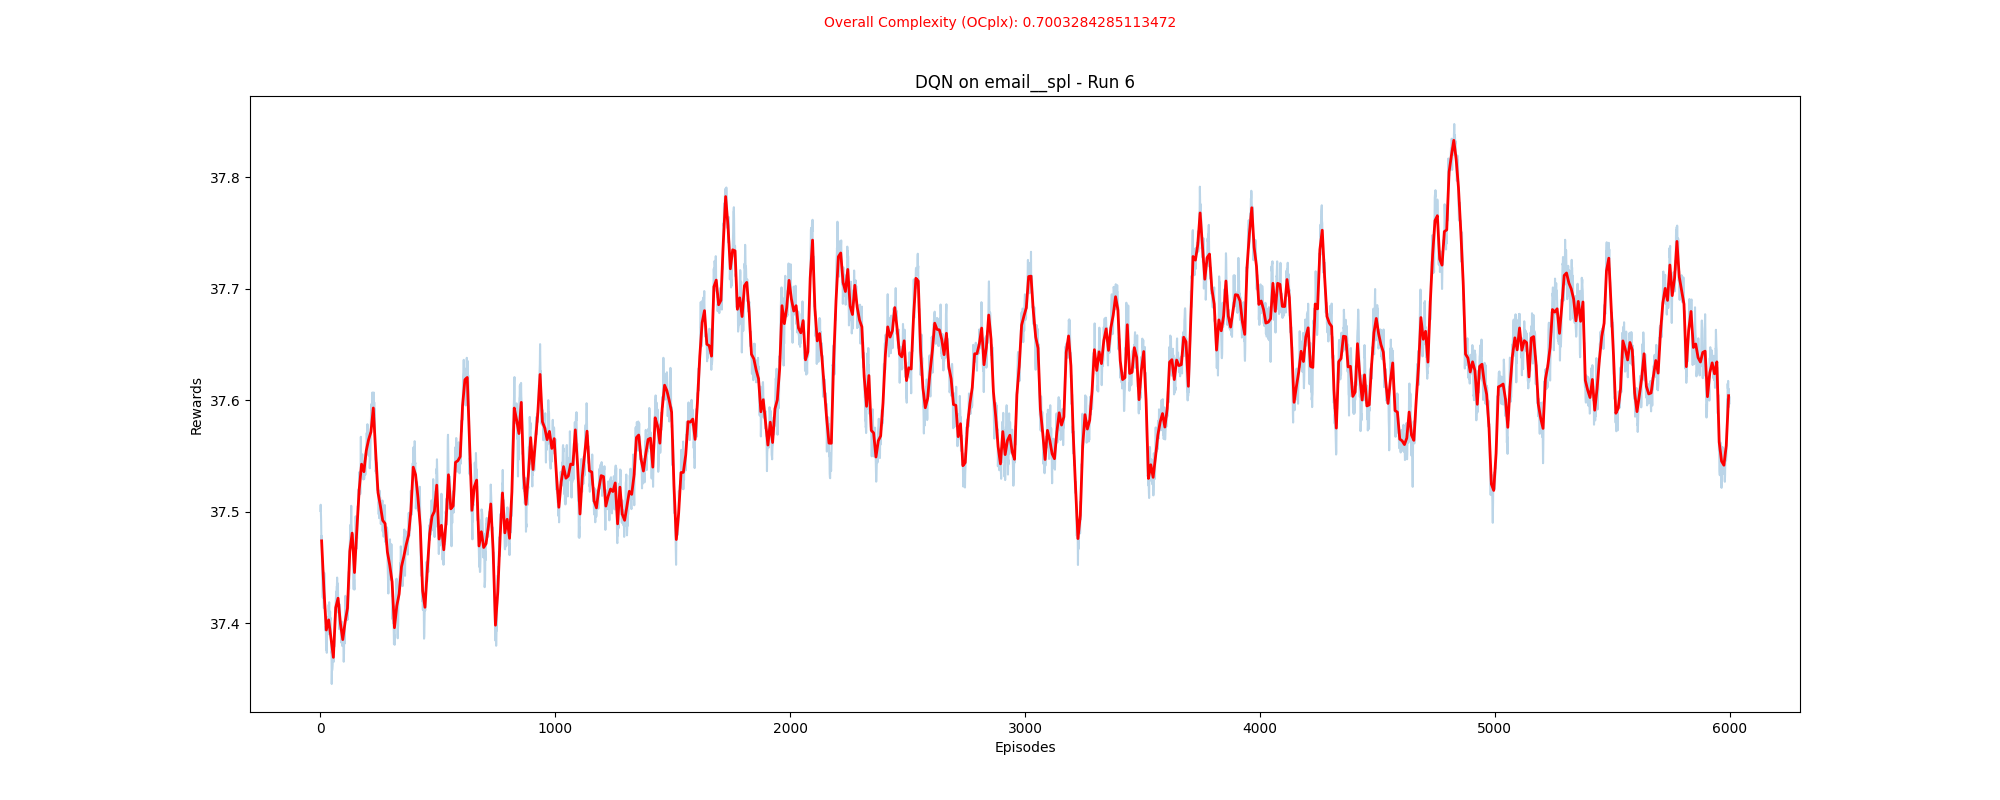 Overall Complexity (OCplx): 0.7003284285113472
DQN on email__spl - Run 6
Rewards
37.8
37.7
37.6
37.5
37.4
0 1000 2000 3000 4000 5000 6000
Episodes